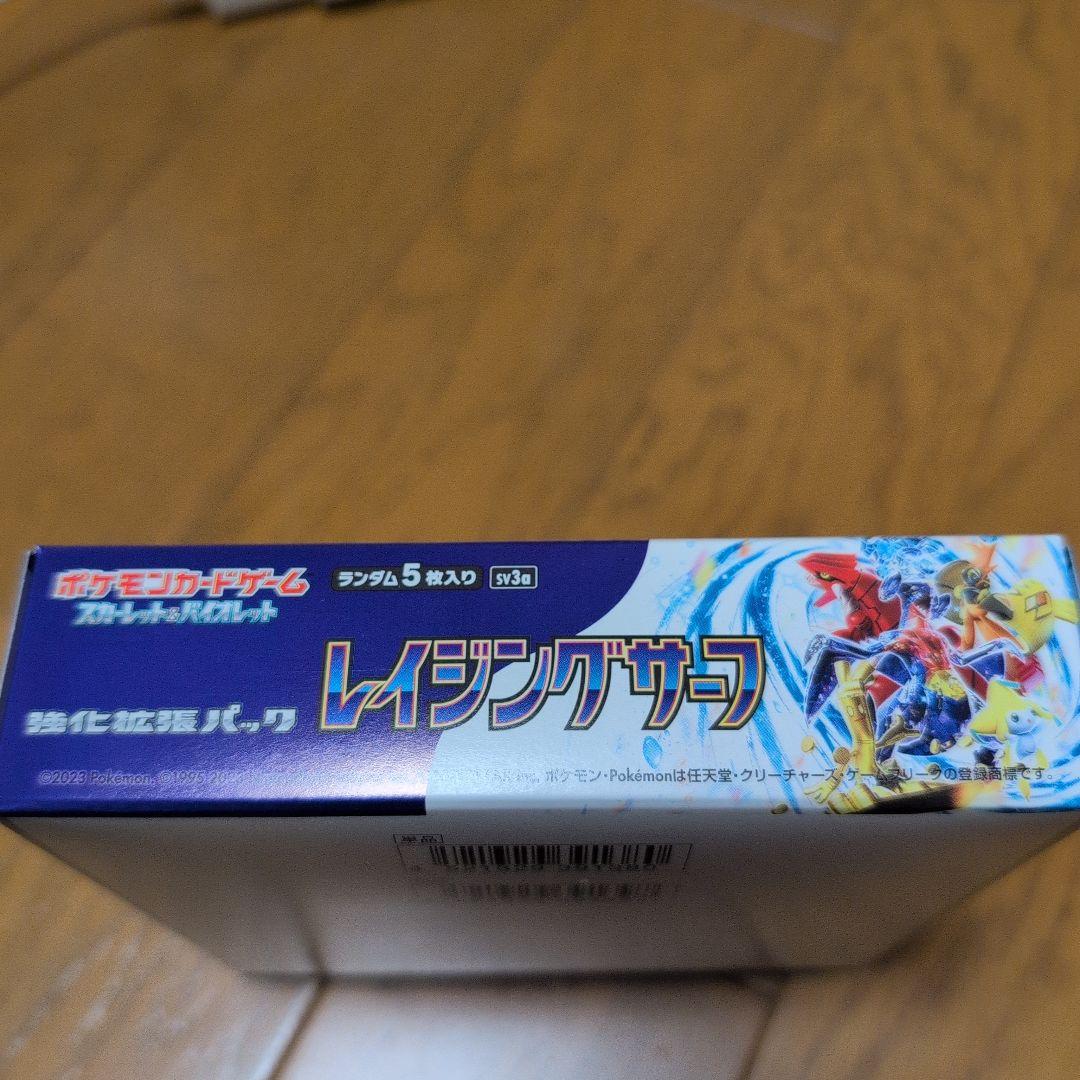 ポケモンカードゲーム
スカーレット&バイオレット
ランダム5枚入り
sv3a
強化拡張パック
レイジングサーフ
©2023 Pokémon. ©1995
ポケモン・Pokémonは任天堂・クリーチャーズ・ゲームフリークの登録商標です。
単品